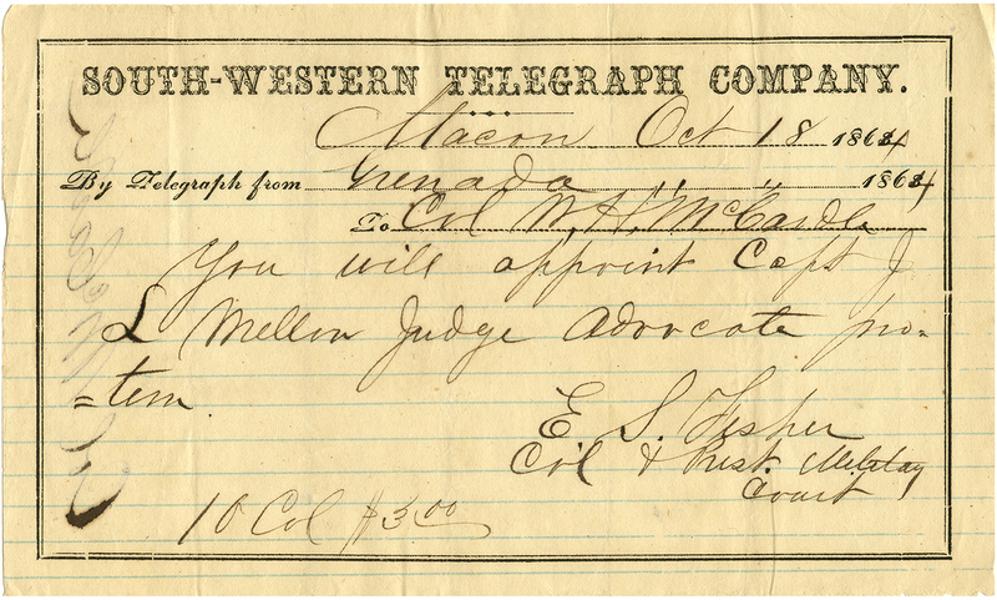 SOUTH-WESTERN TELEGRAPH COMPANY.
Macon Oct 18 1864
By Telegraph from Grenada " " 1864
To Col W. H. McCardle
You will appoint Capt J
L Mellon Judge Advocate pro=
=tem.
E. S. Fisher
Col & Prest. Military
Court
10 Col $3.00